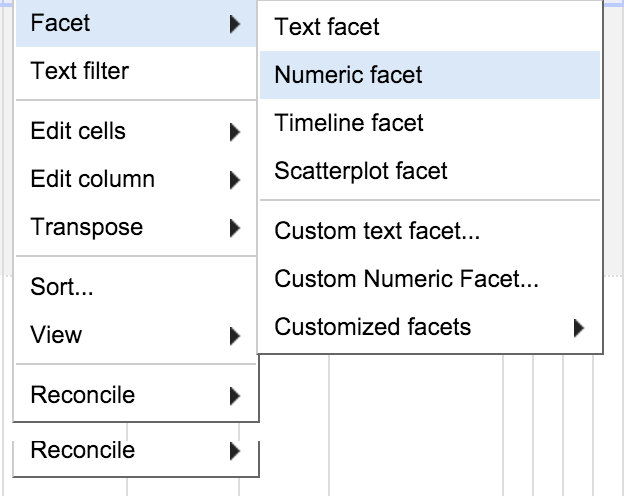 Facet
Text filter
Edit cells
Edit column
Transpose
Sort...
View
Reconcile
Reconcile
Text facet
Numeric facet
Timeline facet
Scatterplot facet
Custom text facet...
Custom Numeric Facet...
Customized facets